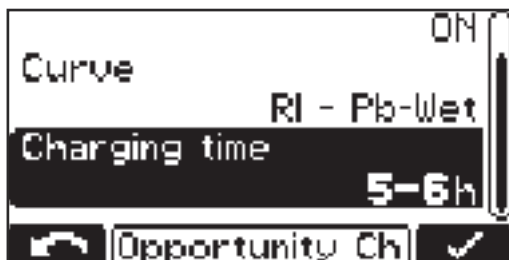 ON
Curve
RI - Pb-Wet
Charging time
5-6h
Opportunity Ch